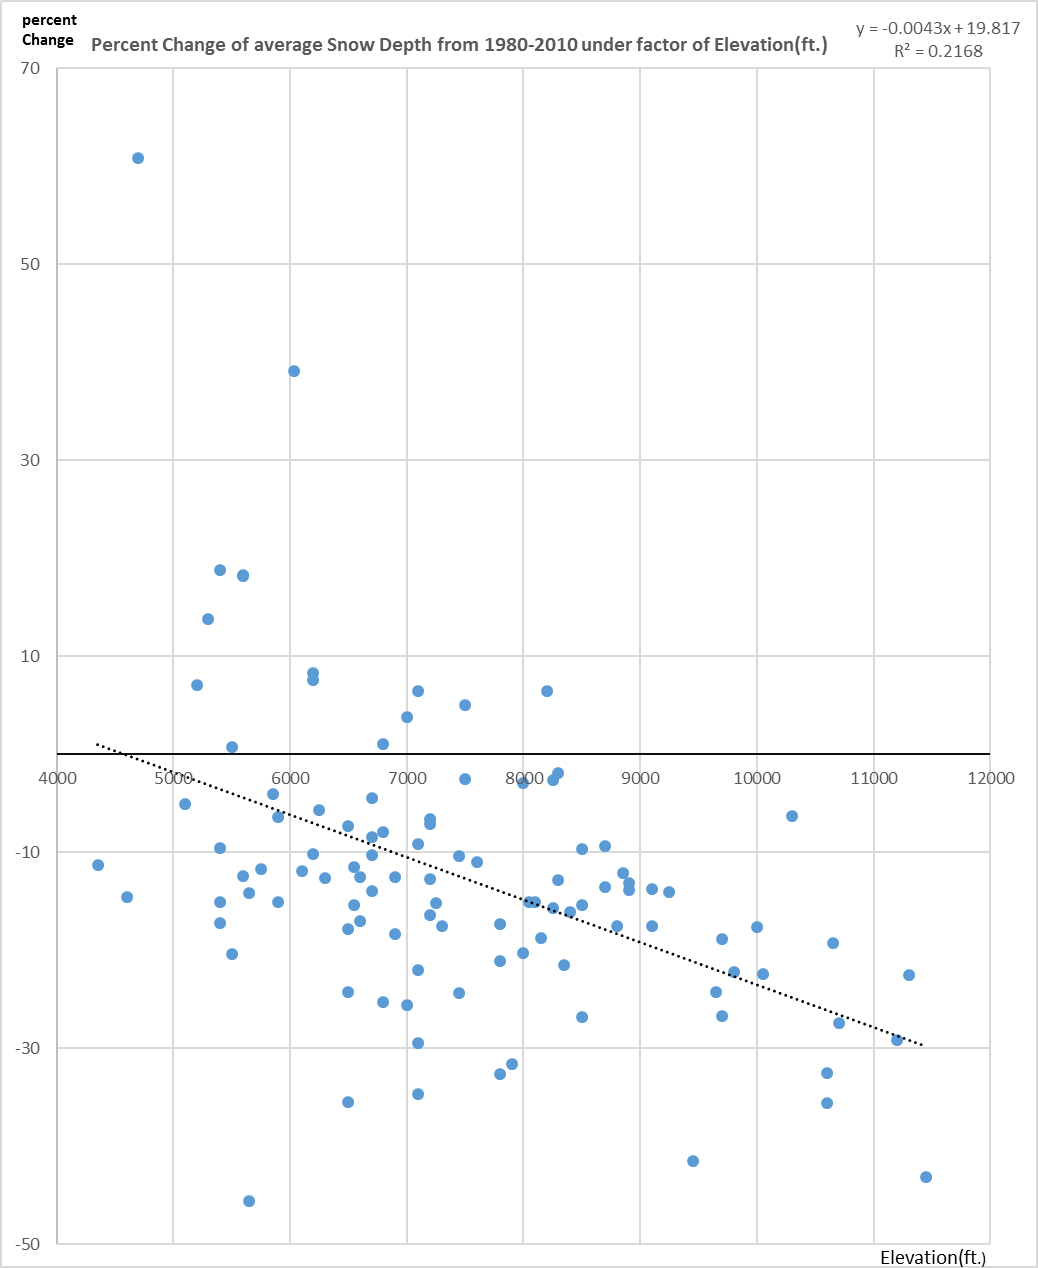 percent
Change
Percent Change of average Snow Depth from 1980-2010 under factor of Elevation(ft.)
y = -0.0043x + 19.817
R² = 0.2168
70
50
30
10
4000 5000 6000 7000 8000 9000 10000 11000 12000
-10
-30
-50
Elevation(ft.)